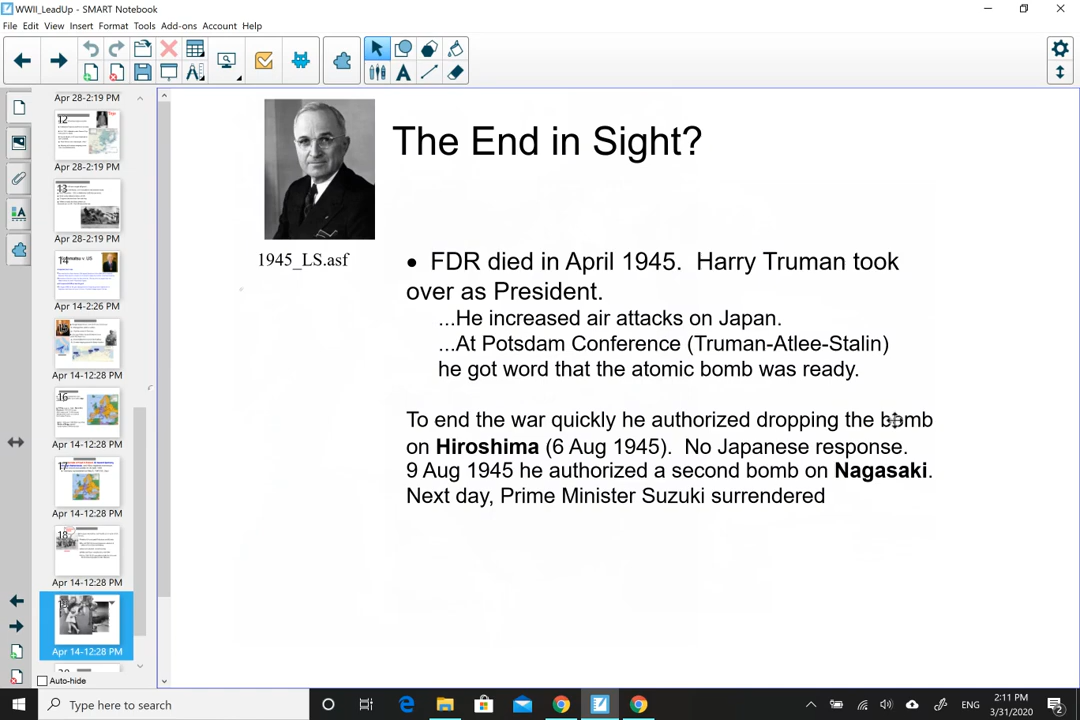 WWII_LeadUp - SMART Notebook
File Edit View Insert Format Tools Add-ons Account Help
Apr 28-2:19 PM
12
Apr 28-2:19 PM
13
Apr 28-2:19 PM
14
Apr 14-2:26 PM
Apr 14-12:28 PM
16
Apr 14-12:28 PM
17
Apr 14-12:28 PM
18
Apr 14-12:28 PM
Apr 14-12:28 PM
Auto-hide
The End in Sight?
1945_LS.asf
• FDR died in April 1945. Harry Truman took
over as President.
...He increased air attacks on Japan.
...At Potsdam Conference (Truman-Atlee-Stalin)
he got word that the atomic bomb was ready.
To end the war quickly he authorized dropping the bomb
on Hiroshima (6 Aug 1945). No Japanese response.
9 Aug 1945 he authorized a second bomb on Nagasaki.
Next day, Prime Minister Suzuki surrendered
Type here to search
ENG
2:11 PM
3/31/2020
2